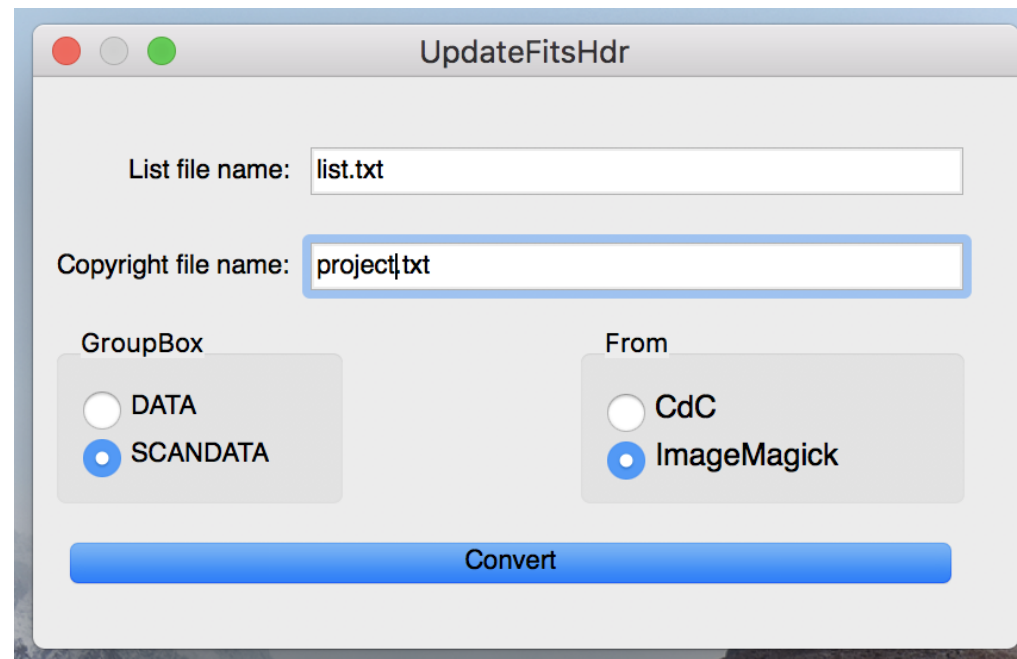 UpdateFitsHdr
List file name: list.txt
Copyright file name: project.txt
GroupBox
DATA
SCANDATA
From
CdC
ImageMagick
Convert